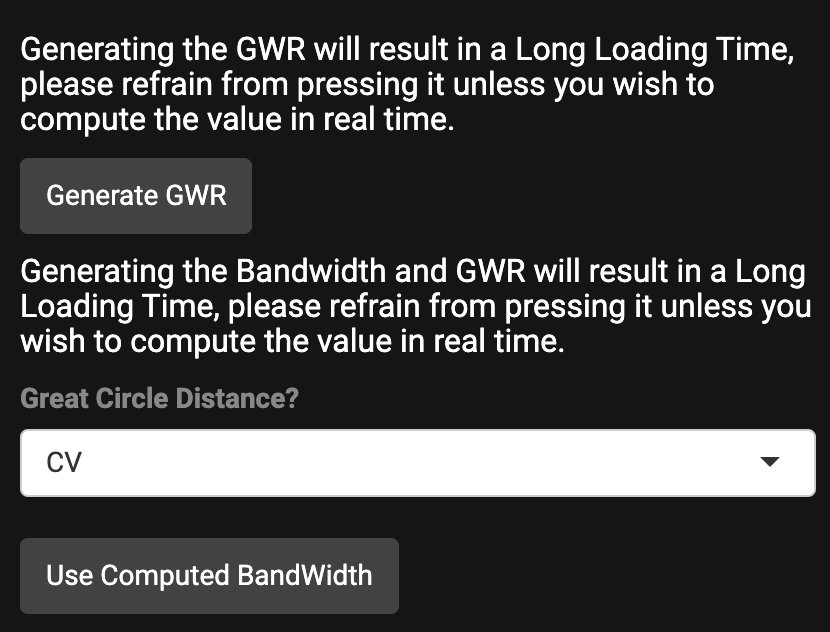 Generating the GWR will result in a Long Loading Time,
please refrain from pressing it unless you wish to
compute the value in real time.
Generate GWR
Generating the Bandwidth and GWR will result in a Long
Loading Time, please refrain from pressing it unless you
wish to compute the value in real time.
Great Circle Distance?
CV
Use Computed BandWidth